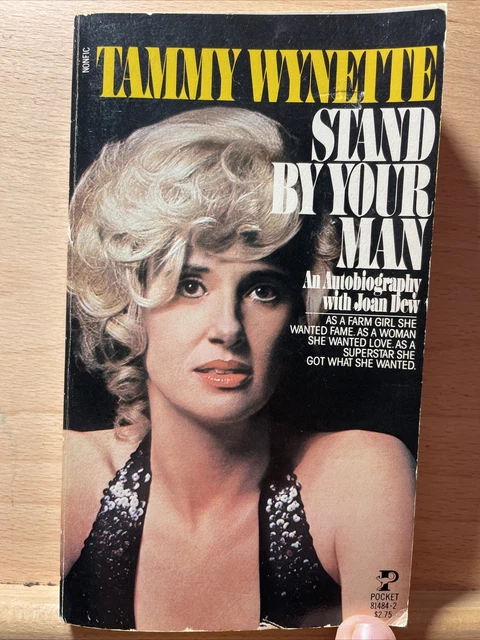 NONFIC
TAMMY WYNETTE
STAND
BY YOUR
MAN
An Autobiography
with Joan Dew
AS A FARM GIRL SHE
WANTED FAME. AS A WOMAN
SHE WANTED LOVE. AS A
SUPERSTAR SHE
GOT WHAT SHE WANTED.
P
POCKET
81484-2
$2.75